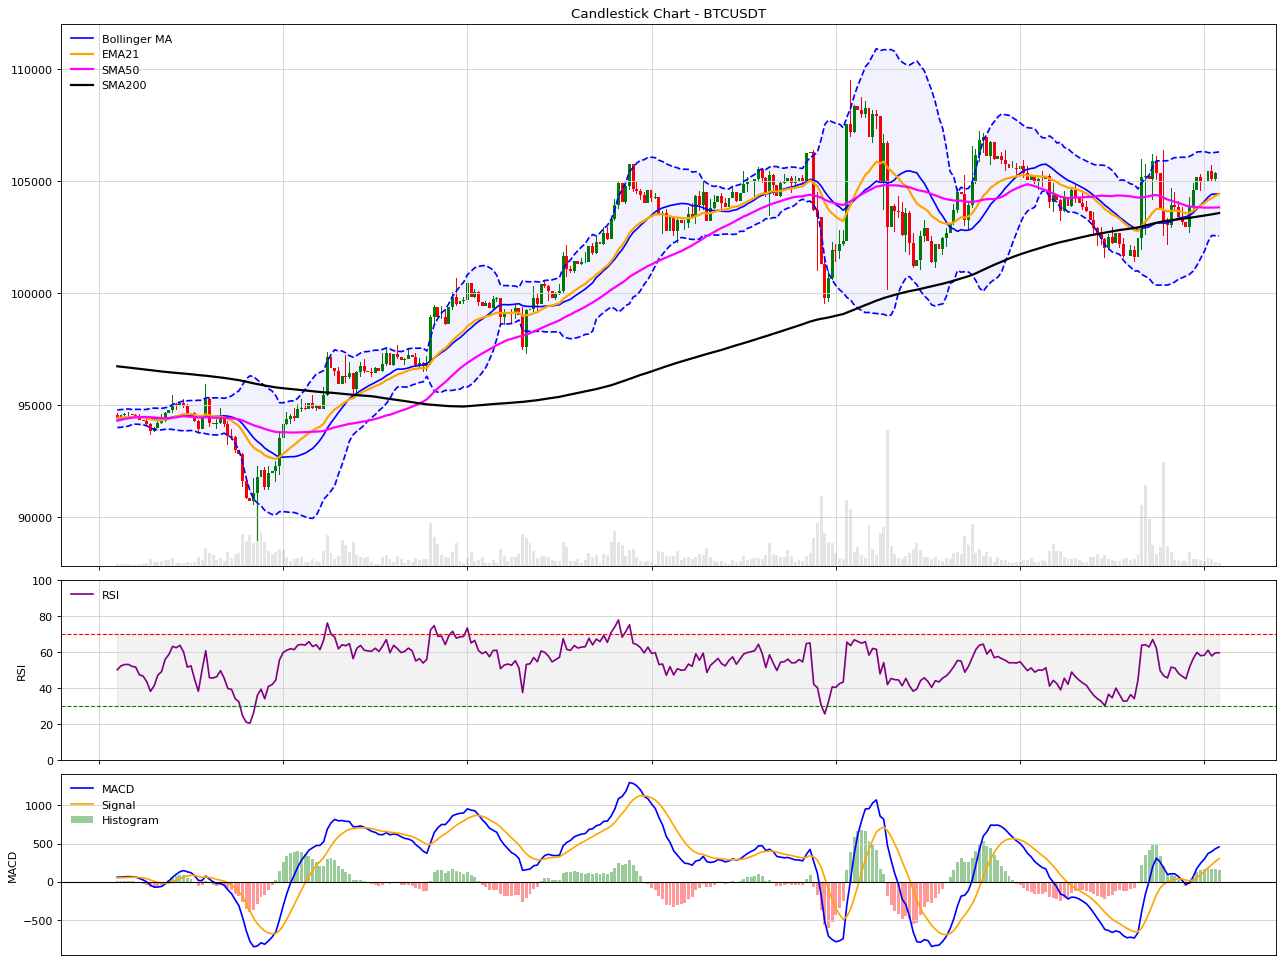 Candlestick Chart - BTCUSDT
Bollinger MA
EMA21
SMA50
SMA200
110000
105000
100000
95000
90000
RSI
100
80
60
40
20
0
RSI
MACD
Signal
Histogram
1000
500
0
−500
MACD